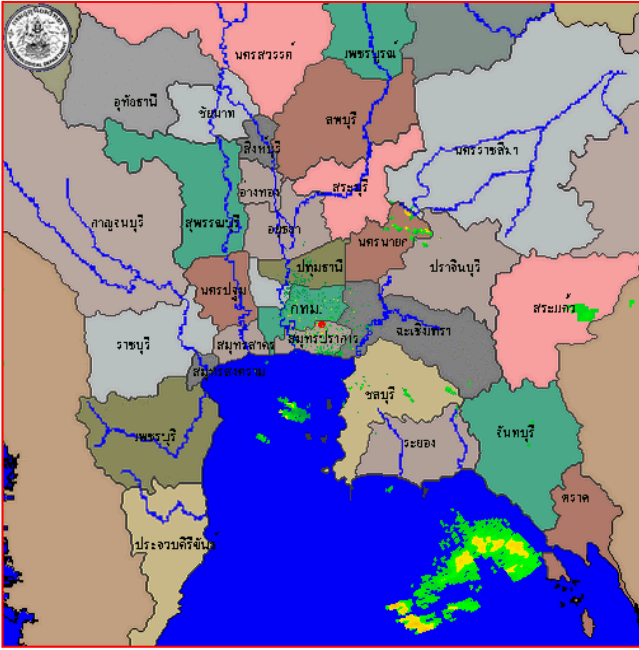 นครสวรรค์
เพชรบูรณ์
อุทัยธานี
ชัยนาท
ลพบุรี
สิงห์บุรี
นครราชสีมา
อ่างทอง
สระบุรี
กาญจนบุรี
สุพรรณบุรี
อยุธยา
นครนายก
ปราจีนบุรี
ปทุมธานี
นครปฐม
สระแก้ว
กทม.
ฉะเชิงเทรา
ราชบุรี
สมุทรสาคร
สมุทรปราการ
สมุทรสงคราม
ชลบุรี
เพชรบุรี
ระยอง
จันทบุรี
ตราด
ประจวบคีรีขันธ์